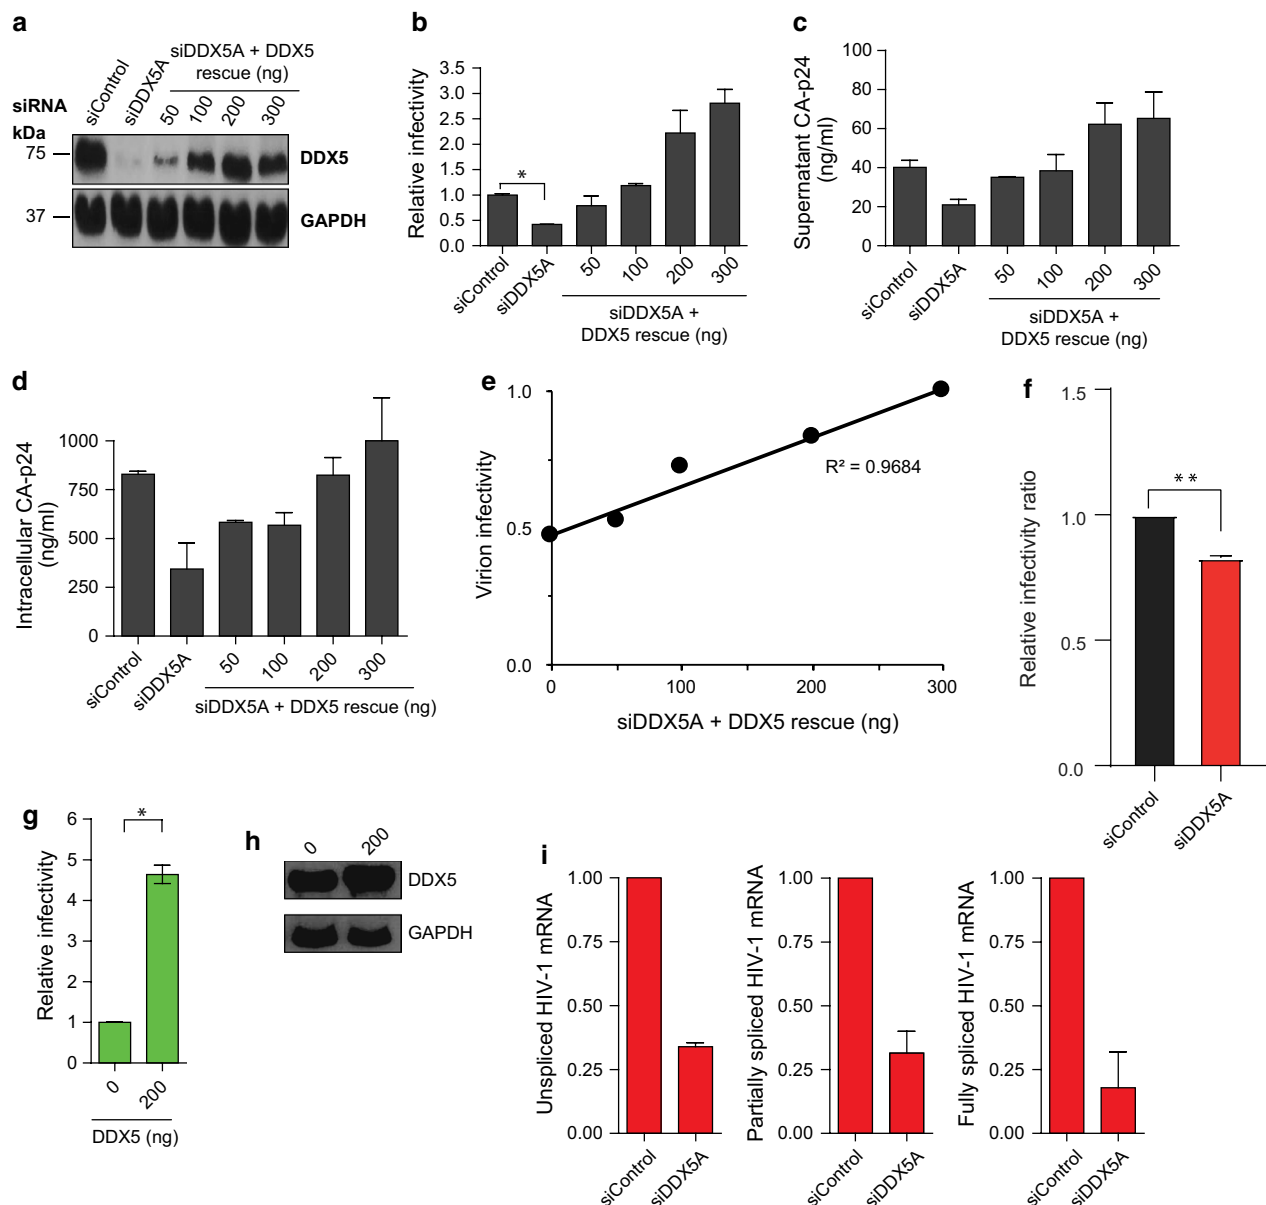 a
siControl
siDDX5A
siDDX5A + DDX5
rescue (ng)
50
100
200
300
siRNA
kDa
75
DDX5
37
GAPDH
b
Relative infectivity
3.5
3.0
2.5
2.0
1.5
1.0
0.5
0.0
*
siControl
siDDX5A
50
100
200
300
siDDX5A +
DDX5 rescue (ng)
c
Supernatant CA-p24
(ng/ml)
100
80
60
40
20
0
siControl
siDDX5A
50
100
200
300
siDDX5A +
DDX5 rescue (ng)
d
Intracellular CA-p24
(ng/ml)
1000
750
500
250
0
siControl
siDDX5A
50
100
200
300
siDDX5A + DDX5 rescue (ng)
e
Virion infectivity
1.0
0.5
0.0
R² = 0.9684
0
100
200
300
siDDX5A + DDX5 rescue (ng)
f
Relative infectivity ratio
1.5
1.0
0.5
0.0
**
siControl
siDDX5A
g
Relative infectivity
6
5
4
3
2
1
0
*
0
200
DDX5 (ng)
h
0
200
DDX5
GAPDH
i
Unspliced HIV-1 mRNA
1.00
0.75
0.50
0.25
0.00
siControl
siDDX5A
Partially spliced HIV-1 mRNA
1.00
0.75
0.50
0.25
0.00
siControl
siDDX5A
Fully spliced HIV-1 mRNA
1.00
0.75
0.50
0.25
0.00
siControl
siDDX5A